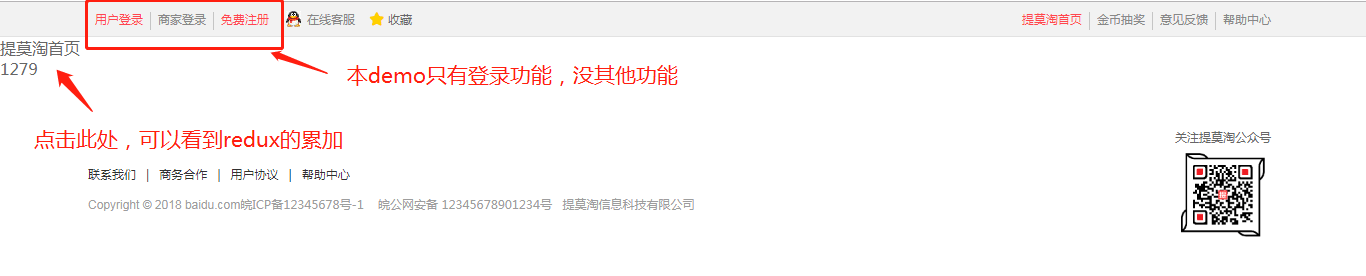 用户登录 商家登录 免费注册 在线客服 收藏 提莫淘首页 金币抽奖 意见反馈 帮助中心
提莫淘首页
1279
本demo只有登录功能，没其他功能
点击此处，可以看到redux的累加
关注提莫淘公众号
联系我们 | 商务合作 | 用户协议 | 帮助中心
Copyright © 2018 baidu.com皖ICP备12345678号-1 皖公网安备 12345678901234号 提莫淘信息科技有限公司